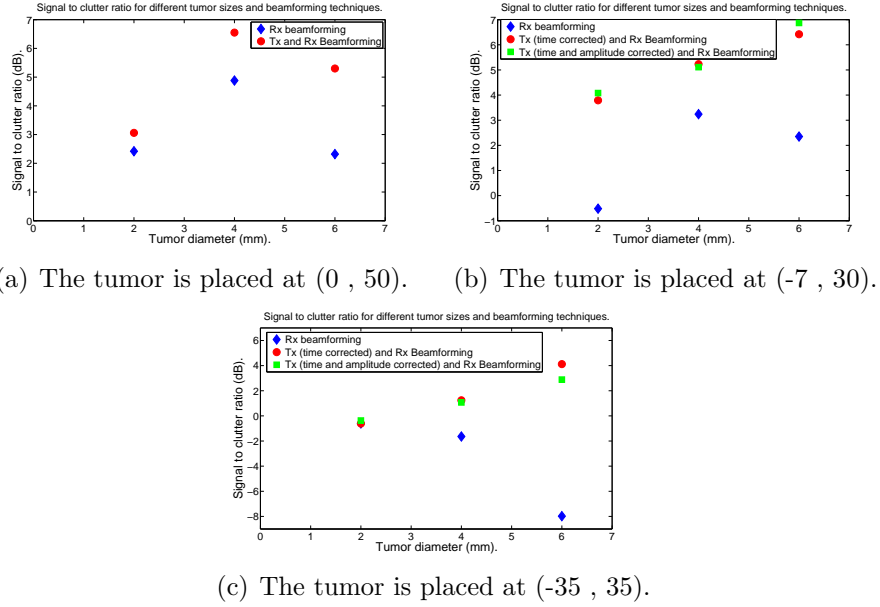 Signal to clutter ratio for different tumor sizes and beamforming techniques.
Signal to clutter ratio (dB).
7
6
5
4
3
2
1
0
Rx beamforming
Tx and Rx Beamforming
0 1 2 3 4 5 6 7
Tumor diameter (mm).
(a) The tumor is placed at (0 , 50).
Signal to clutter ratio for different tumor sizes and beamforming techniques.
Signal to clutter ratio (dB).
7
6
5
4
3
2
1
0
−1
Rx beamforming
Tx (time corrected) and Rx Beamforming
Tx (time and amplitude corrected) and Rx Beamforming
0 1 2 3 4 5 6 7
Tumor diameter (mm).
(b) The tumor is placed at (-7 , 30).
Signal to clutter ratio for different tumor sizes and beamforming techniques.
Signal to clutter ratio (dB).
6
4
2
0
−2
−4
−6
−8
Rx beamforming
Tx (time corrected) and Rx Beamforming
Tx (time and amplitude corrected) and Rx Beamforming
0 1 2 3 4 5 6 7
Tumor diameter (mm).
(c) The tumor is placed at (-35 , 35).